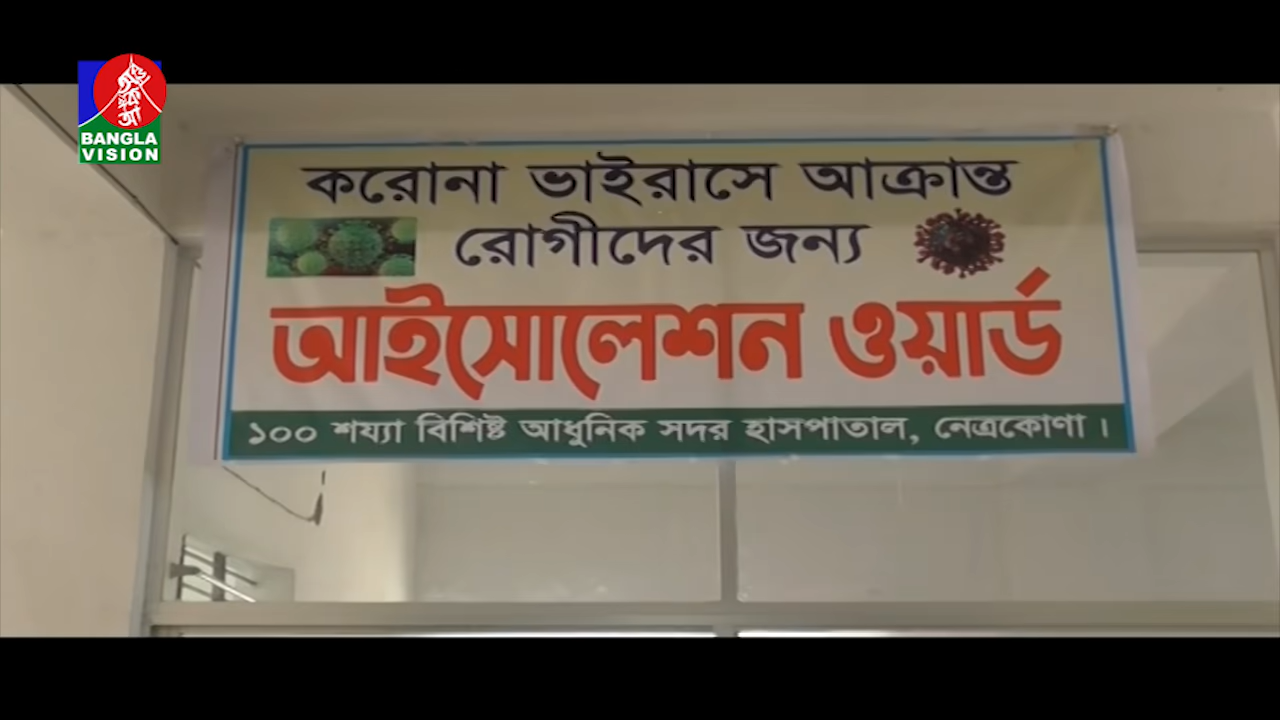 BANGLA
VISION
করোনা ভাইরাসে আক্রান্ত
রোগীদের জন্য
আইসোলেশন ওয়ার্ড
১০০ শয্যা বিশিষ্ট আধুনিক সদর হাসপাতাল, নেত্রকোণা ।